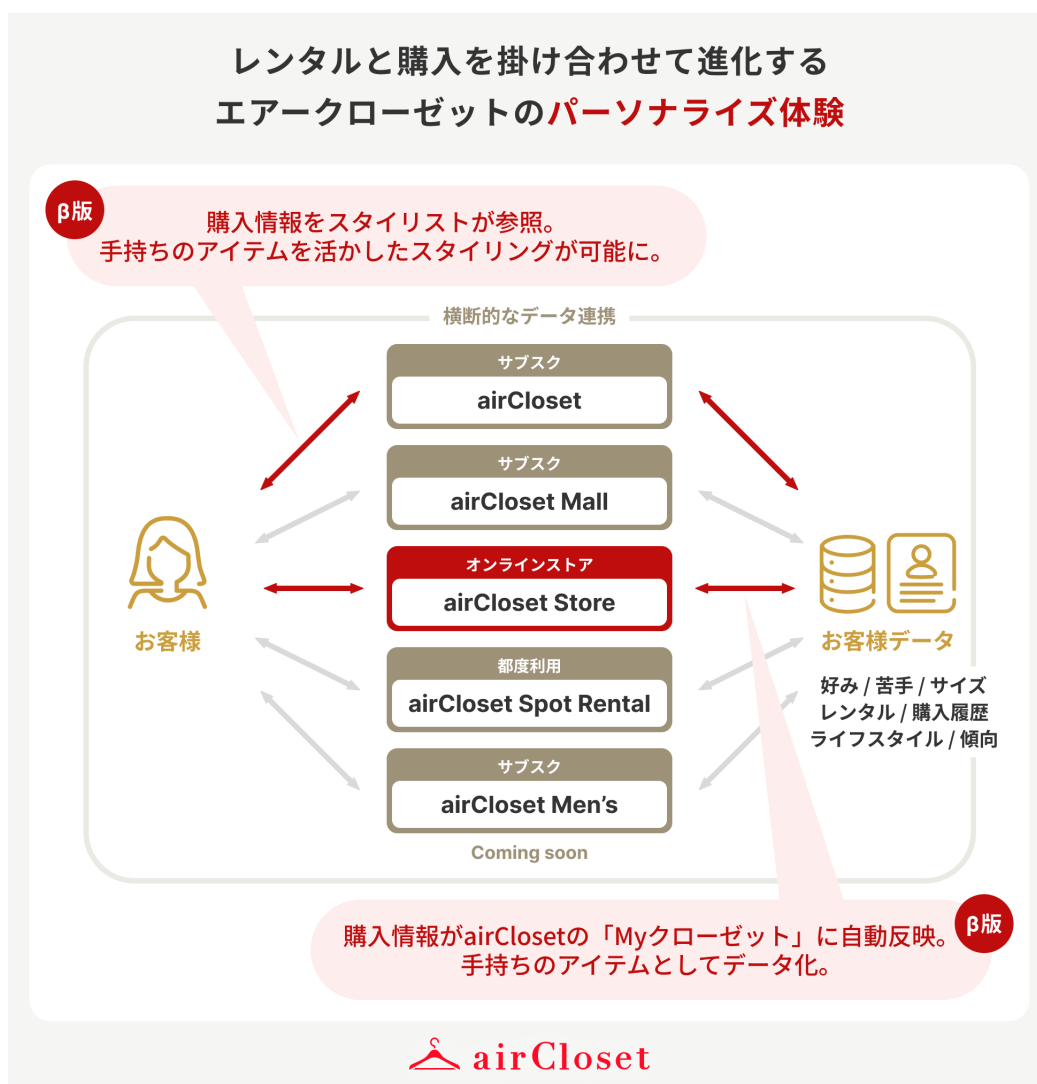 レンタルと購入を掛け合わせて進化する
エアークローゼットのパーソナライズ体験
β版
購入情報をスタイリストが参照。
手持ちのアイテムを活かしたスタイリングが可能に。
横断的なデータ連携
サブスク
airCloset
サブスク
airCloset Mall
オンラインストア
airCloset Store
都度利用
airCloset Spot Rental
サブスク
airCloset Men’s
Coming soon
お客様
お客様データ
好み / 苦手 / サイズ
レンタル / 購入履歴
ライフスタイル / 傾向
購入情報がairClosetの「Myクローゼット」に自動反映。
手持ちのアイテムとしてデータ化。
β版
airCloset